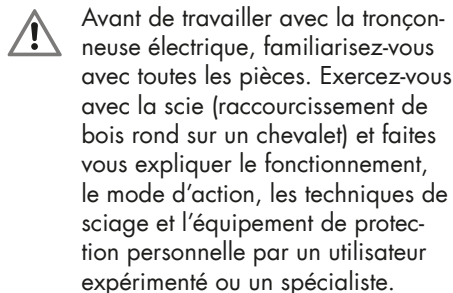 Avant de travailler avec la tronçon-
neuse électrique, familiarisez-vous
avec toutes les pièces. Exercez-vous
avec la scie (raccourcissement de
bois rond sur un chevalet) et faites
vous expliquer le fonctionnement,
le mode d’action, les techniques de
sciage et l’équipement de protec-
tion personnelle par un utilisateur
expérimenté ou un spécialiste.